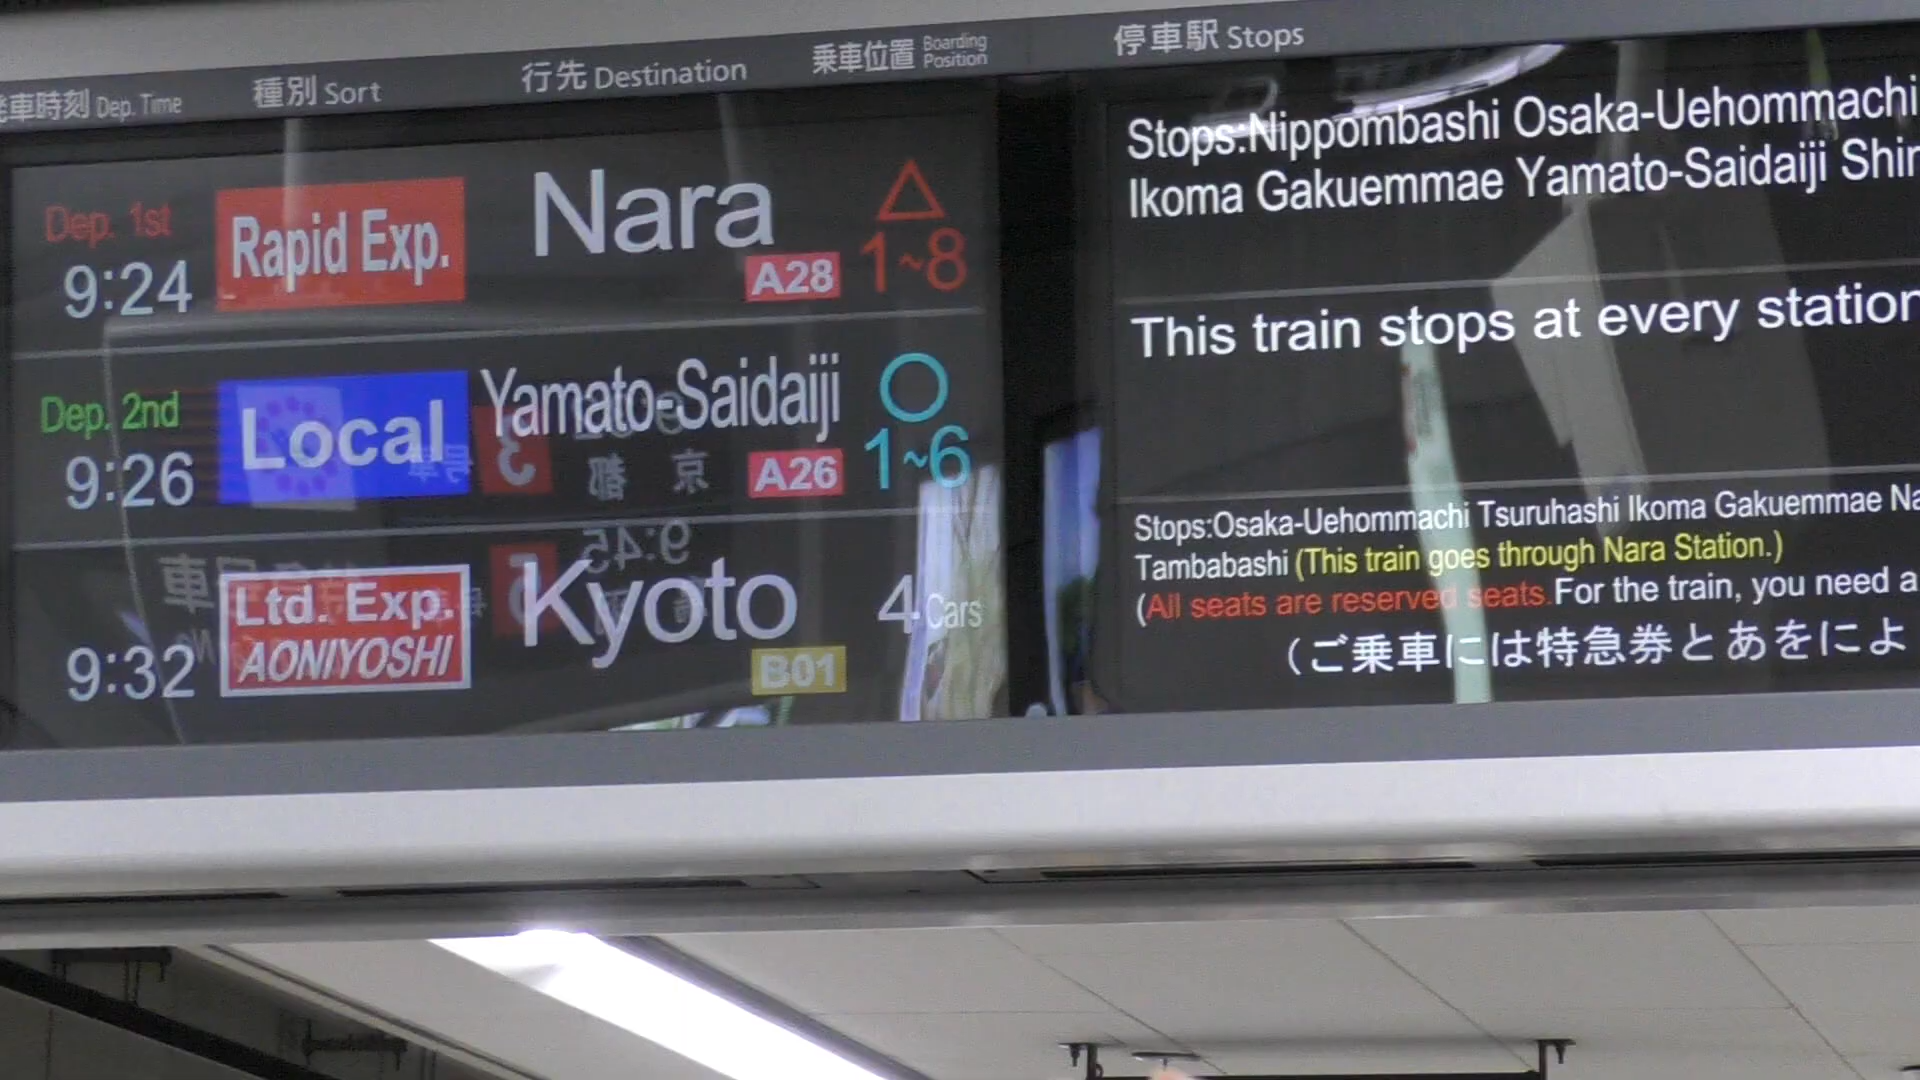 発車時刻 Dep. Time 種別 Sort 行先 Destination 乗車位置 Boarding Position 停車駅 Stops
Dep. 1st
9:24 Rapid Exp. Nara A28 △ 1~8
Stops:Nippombashi Osaka-Uehommachi
Ikoma Gakuemmae Yamato-Saidaiji
Dep. 2nd
9:26 Local Yamato-Saidaiji A26 ○ 1~6
This train stops at every station
9:32 Ltd. Exp. AONIYOSHI Kyoto B01 4 Cars
Stops:Osaka-Uehommachi Tsuruhashi Ikoma Gakuemmae
Tambabashi (This train goes through Nara Station.)
(All seats are reserved seats.For the train, you need a
（ご乗車には特急券とあをによ